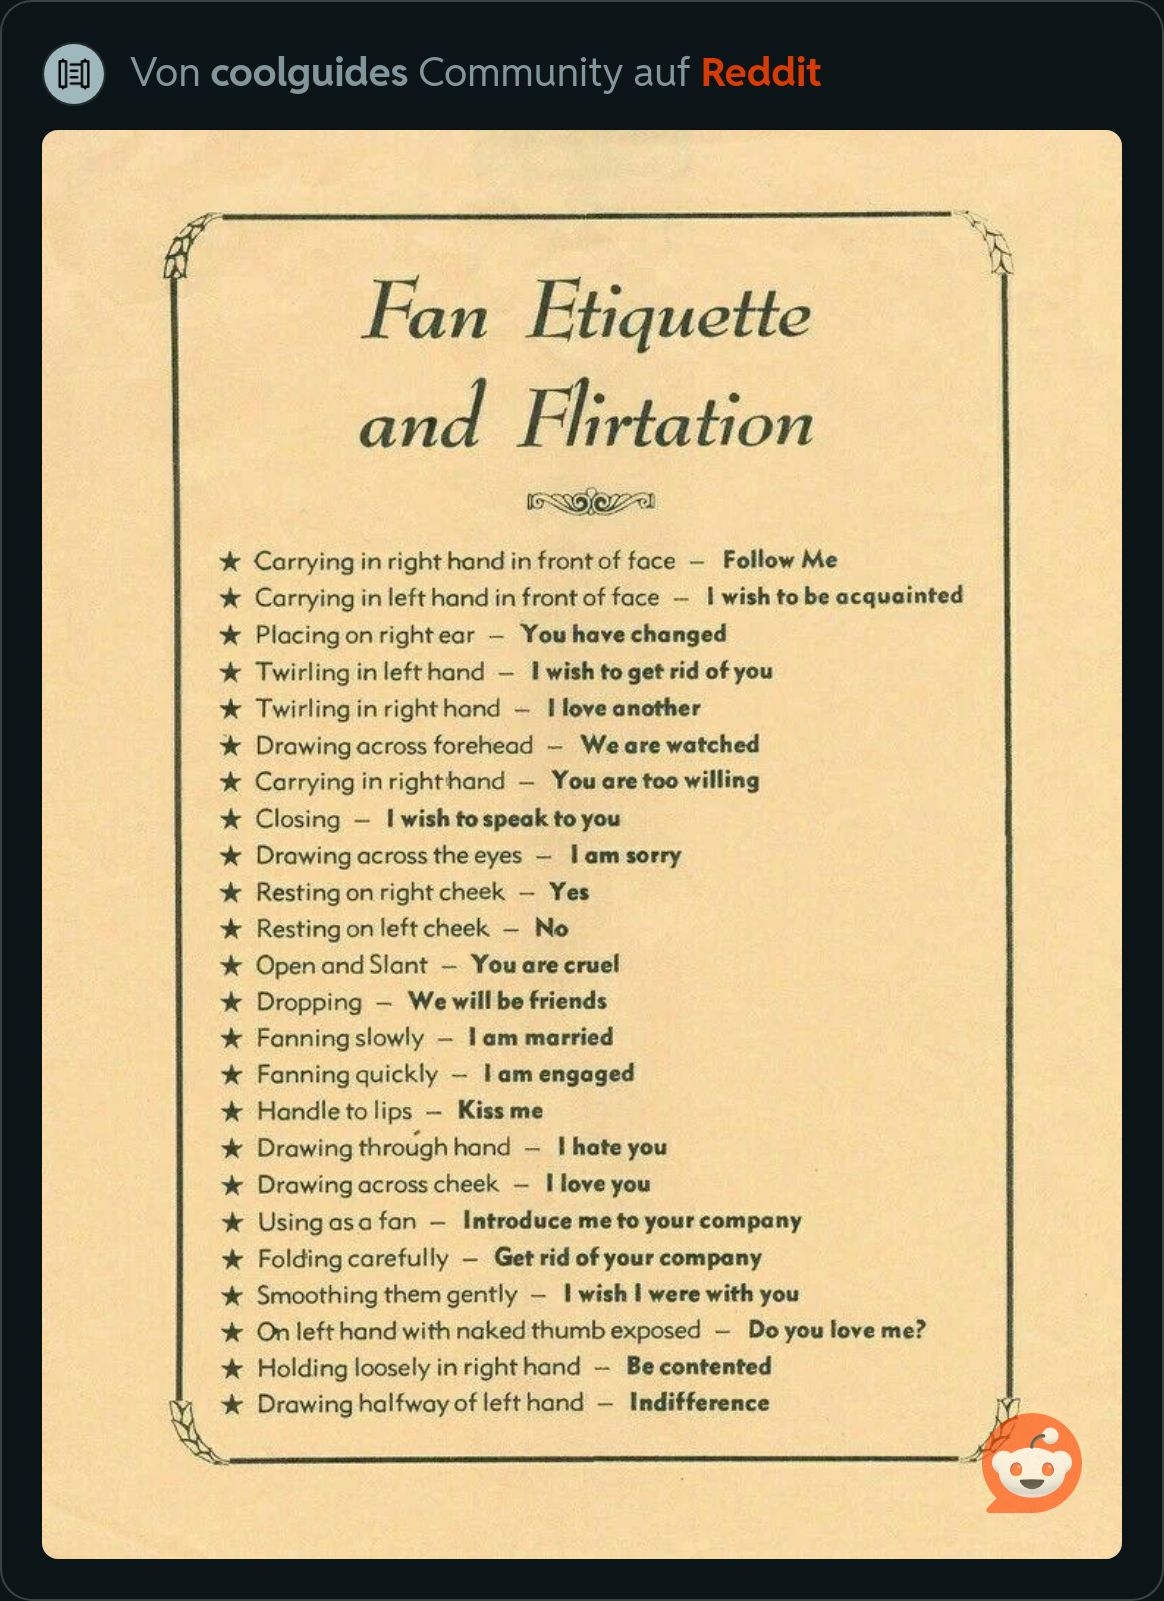 Von coolguides Community auf Reddit
Fan Etiquette
and Flirtation
★ Carrying in right hand in front of face – Follow Me
★ Carrying in left hand in front of face – I wish to be acquainted
★ Placing on right ear – You have changed
★ Twirling in left hand – I wish to get rid of you
★ Twirling in right hand – I love another
★ Drawing across forehead – We are watched
★ Carrying in right hand – You are too willing
★ Closing – I wish to speak to you
★ Drawing across the eyes – I am sorry
★ Resting on right cheek – Yes
★ Resting on left cheek – No
★ Open and Slant – You are cruel
★ Dropping – We will be friends
★ Fanning slowly – I am married
★ Fanning quickly – I am engaged
★ Handle to lips – Kiss me
★ Drawing through hand – I hate you
★ Drawing across cheek – I love you
★ Using as a fan – Introduce me to your company
★ Folding carefully – Get rid of your company
★ Smoothing them gently – I wish I were with you
★ On left hand with naked thumb exposed – Do you love me?
★ Holding loosely in right hand – Be contented
★ Drawing halfway of left hand – Indifference